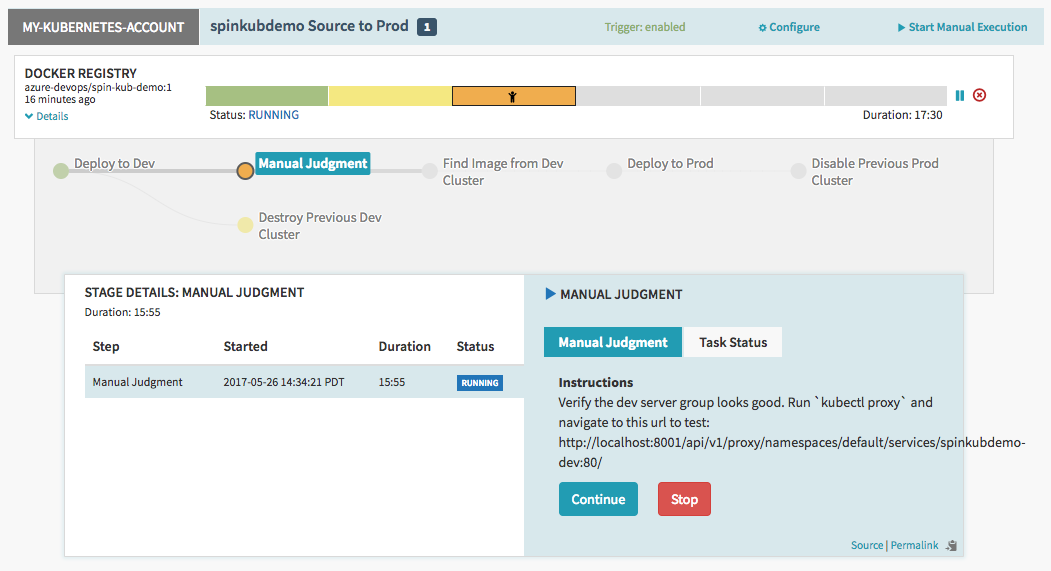 MY-KUBERNETES-ACCOUNT
spinkubdemo Source to Prod 1
Trigger: enabled
Configure
Start Manual Execution
DOCKER REGISTRY
azure-devops/spin-kub-demo:1
16 minutes ago
Details
Status: RUNNING
Duration: 17:30
Deploy to Dev
Manual Judgment
Find Image from Dev
Cluster
Deploy to Prod
Disable Previous Prod
Cluster
Destroy Previous Dev
Cluster
STAGE DETAILS: MANUAL JUDGMENT
Duration: 15:55
Step Started Duration Status
Manual Judgment 2017-05-26 14:34:21 PDT 15:55 RUNNING
MANUAL JUDGMENT
Manual Judgment Task Status
Instructions
Verify the dev server group looks good. Run `kubectl proxy` and
navigate to this url to test:
http://localhost:8001/api/v1/proxy/namespaces/default/services/spinkubdemo-
dev:80/
Continue Stop
Source | Permalink